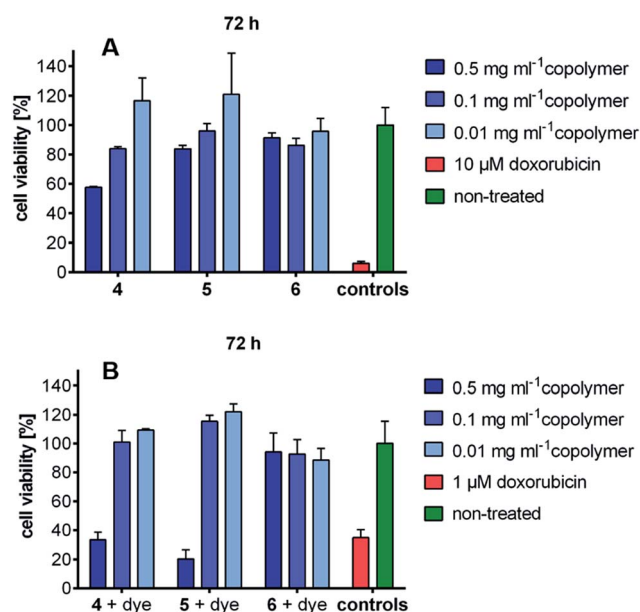 72 h
A
cell viability [%]
140
120
100
80
60
40
20
0
4 5 6 controls
0.5 mg ml⁻¹copolymer
0.1 mg ml⁻¹copolymer
0.01 mg ml⁻¹copolymer
10 µM doxorubicin
non-treated
72 h
B
cell viability [%]
140
120
100
80
60
40
20
0
4 + dye 5 + dye 6 + dye controls
0.5 mg ml⁻¹copolymer
0.1 mg ml⁻¹copolymer
0.01 mg ml⁻¹copolymer
1 µM doxorubicin
non-treated